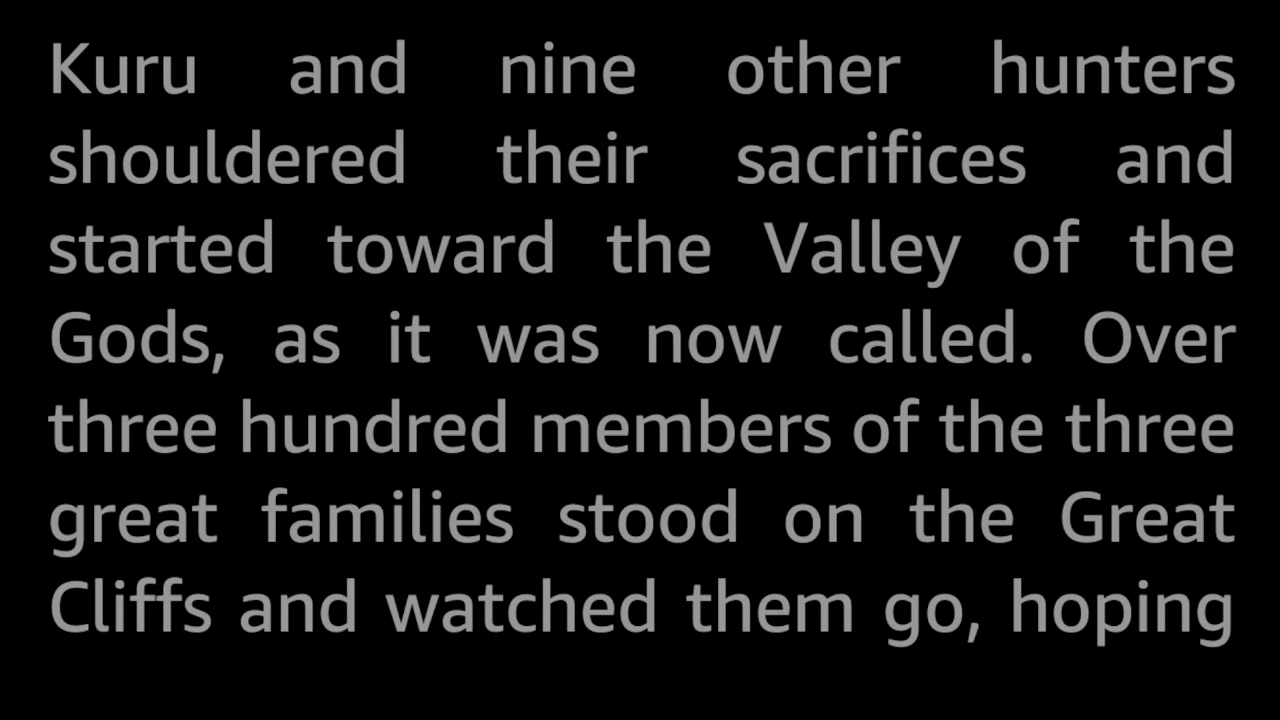 Kuru and nine other hunters
shouldered their sacrifices and
started toward the Valley of the
Gods, as it was now called. Over
three hundred members of the three
great families stood on the Great
Cliffs and watched them go, hoping